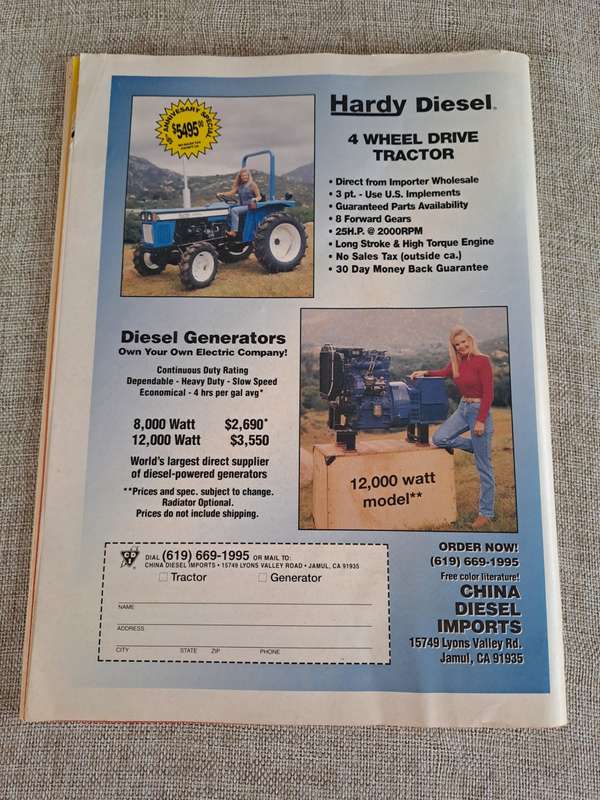 ANNIVERSARY SPECIAL
$5495.00
Hardy Diesel
4 WHEEL DRIVE
TRACTOR
• Direct from Importer Wholesale
• 3 pt. - Use U.S. Implements
• Guaranteed Parts Availability
• 8 Forward Gears
• 25H.P. @ 2000RPM
• Long Stroke & High Torque Engine
• No Sales Tax (outside ca.)
• 30 Day Money Back Guarantee
Diesel Generators
Own Your Own Electric Company!
Continuous Duty Rating
Dependable - Heavy Duty - Slow Speed
Economical - 4 hrs per gal avg*
8,000 Watt $2,690*
12,000 Watt $3,550
World's largest direct supplier
of diesel-powered generators
**Prices and spec. subject to change.
Radiator Optional.
Prices do not include shipping.
12,000 watt
model**
DIAL (619) 669-1995 OR MAIL TO:
CHINA DIESEL IMPORTS • 15749 LYONS VALLEY ROAD • JAMUL, CA 91935
Tractor Generator
NAME
ADDRESS
CITY STATE ZIP PHONE
ORDER NOW!
(619) 669-1995
Free color literature!
CHINA
DIESEL
IMPORTS
15749 Lyons Valley Rd.
Jamul, CA 91935